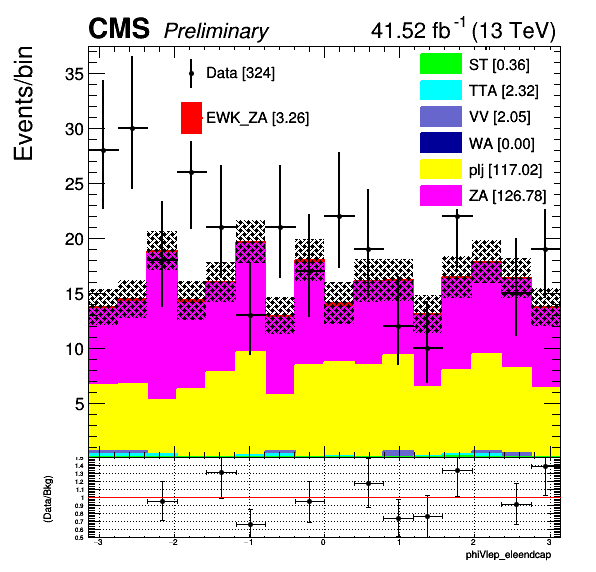 CMS Preliminary 41.52 fb⁻¹ (13 TeV)
Events/bin
35
30
25
20
15
10
5
Data [324]
EWK_ZA [3.26]
ST [0.36]
TTA [2.32]
VV [2.05]
WA [0.00]
plj [117.02]
ZA [126.78]
(Data/Bkg)
1.5
1.4
1.3
1.2
1.1
1
0.9
0.8
0.7
0.6
0.5
−3 −2 −1 0 1 2 3
phiVlep_eleendcap